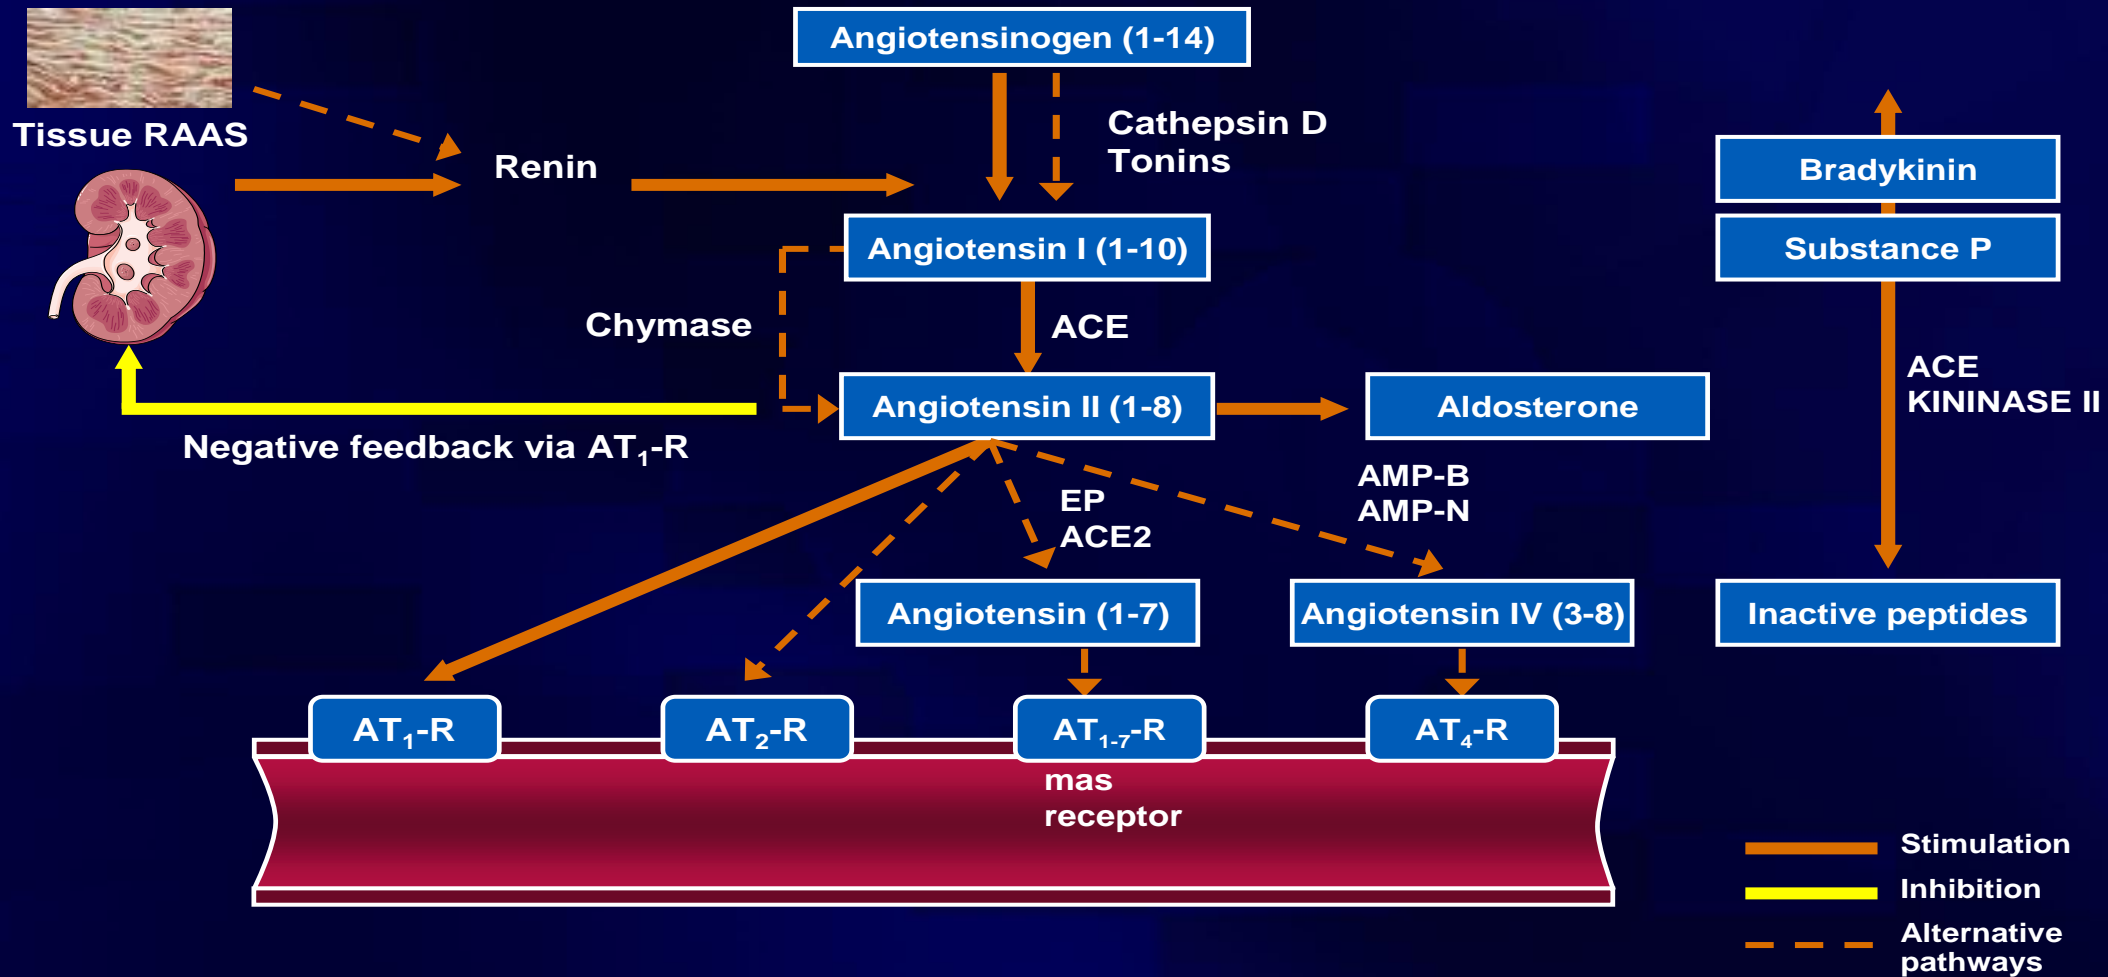 Angiotensinogen (1-14)
Tissue RAAS
Renin
Cathepsin D
Tonins
Bradykinin
Substance P
Angiotensin I (1-10)
Chymase
ACE
ACE
KININASE II
Angiotensin II (1-8)
Aldosterone
Negative feedback via AT₁-R
AMP-B
AMP-N
EP
ACE2
Angiotensin (1-7)
Angiotensin IV (3-8)
Inactive peptides
AT₁-R
AT₂-R
AT₁₋₇-R
AT₄-R
mas
receptor
Stimulation
Inhibition
Alternative
pathways